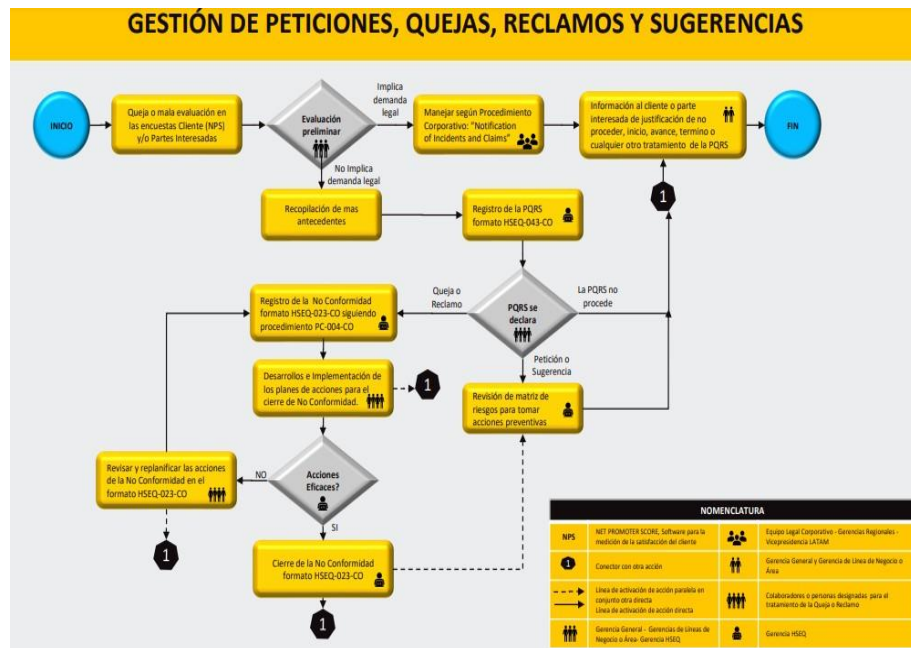 GESTIÓN DE PETICIONES, QUEJAS, RECLAMOS Y SUGERENCIAS
INICIO
Queja o mala evaluación en
las encuestas Cliente (NPS)
y/o Partes Interesadas
Evaluación
preliminar
Implica
demanda
legal
Manejar según Procedimiento
Corporativo: "Notification
of Incidents and Claims"
Información al cliente o parte
interesada de justificación de no
proceder, inicio, avance, termino o
cualquier otro tratamiento de la PQRS
FIN
No Implica
demanda legal
1
Recopilación de mas
antecedentes
Registro de la PQRS
formato HSEQ-043-CO
Queja o
Reclamo
PQRS se
declara
La PQRS no
procede
Registro de la No Conformidad
formato HSEQ-023-CO siguiendo
procedimiento PC-004-CO
Petición o
Sugerencia
Desarrollos e Implementación de
los planes de acciones para el
cierre de No Conformidad.
1
Revisión de matriz de
riesgos para tomar
acciones preventivas
Acciones
Eficaces?
NO
Revisar y replanificar las acciones
de la No Conformidad en el
formato HSEQ-023-CO
1
SI
Cierre de la No Conformidad
formato HSEQ-023-CO
1
NOMENCLATURA
NPS
NET PROMOTER SCORE, Software para la
medición de la satisfacción del cliente
Equipo Legal Corporativo - Gerencias Regionales -
Vicepresidencia LATAM
1
Conector con otra acción
Gerencia General y Gerencia de Línea de Negocio o
Área
Línea de activación de acción paralela en
conjunto otra directa
Línea de activación de acción directa
Colaboradores o personas designadas para el
tratamiento de la Queja o Reclamo
Gerencia General - Gerencias de Líneas de
Negocio o Área- Gerencia HSEQ
Gerencia HSEQ